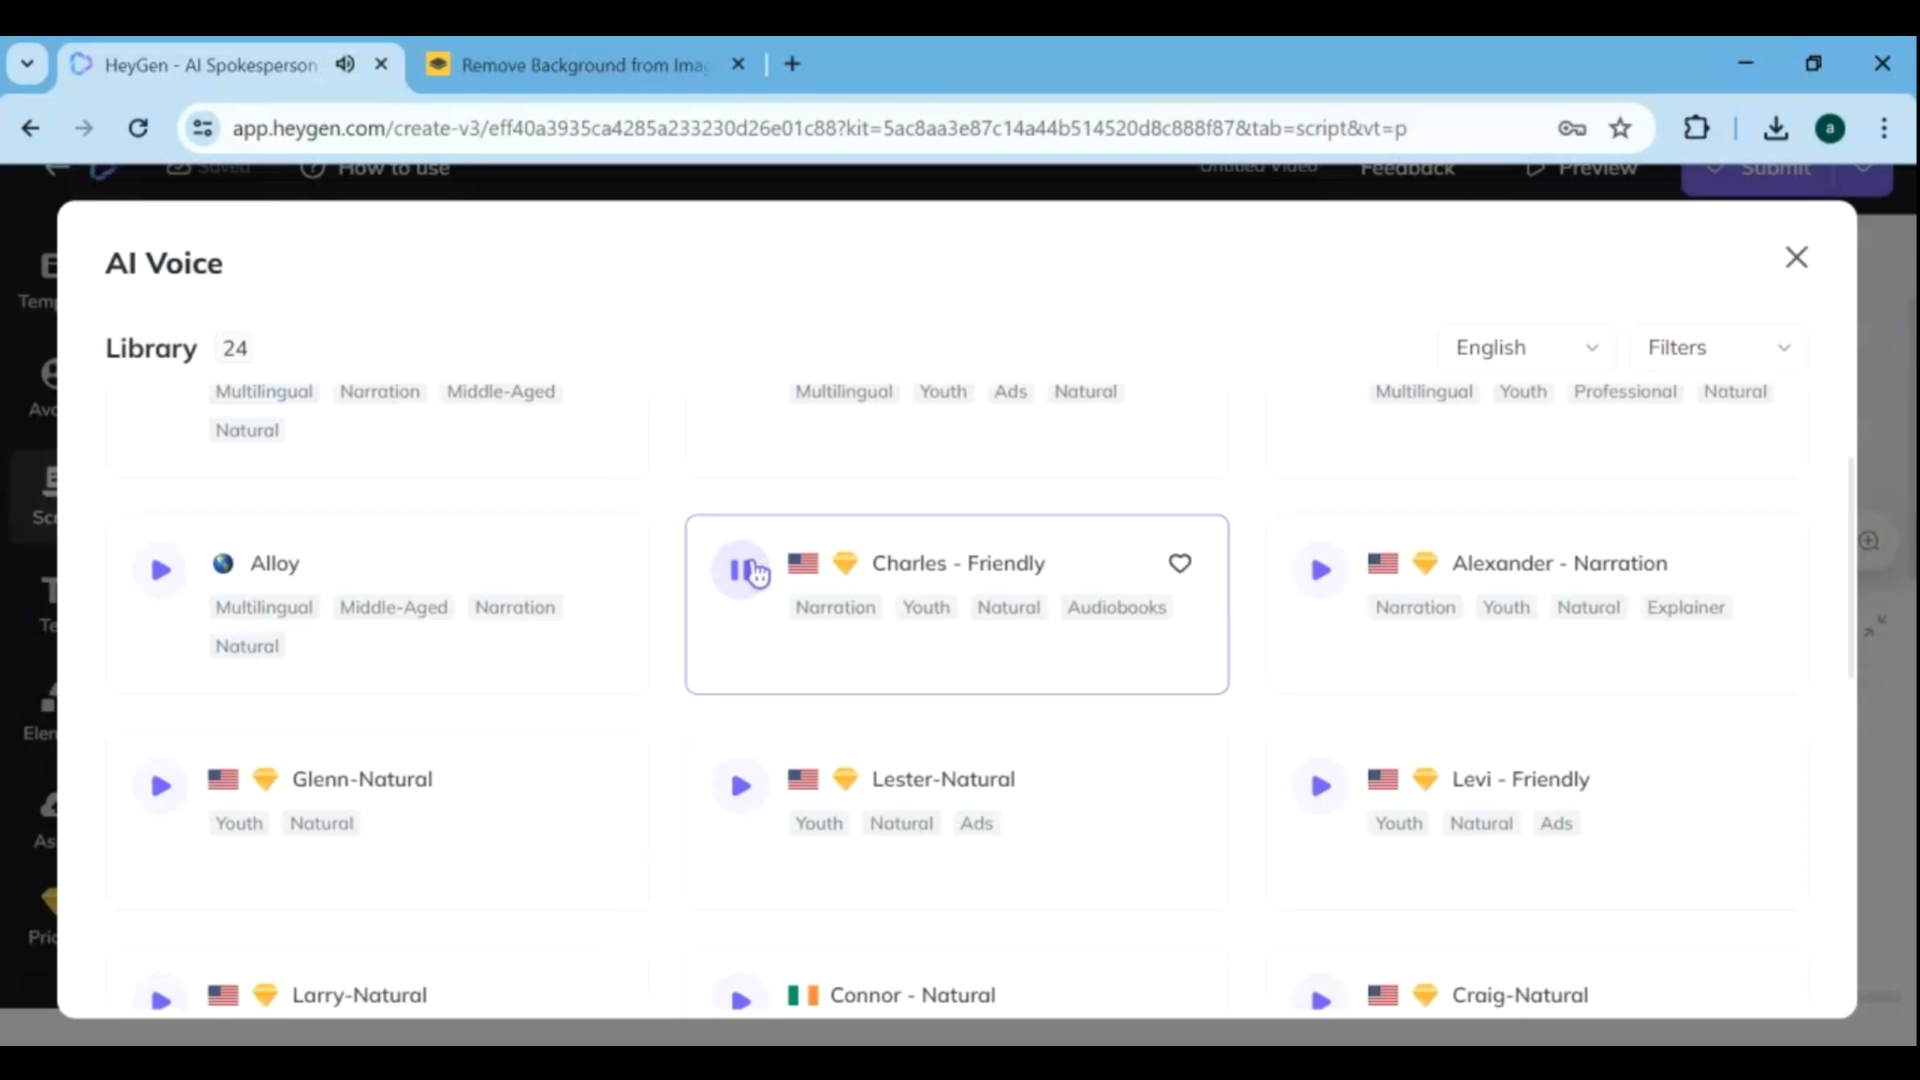 HeyGen - AI Spokesperson
Remove Background from Ima
app.heygen.com/create-v3/eff40a3935ca4285a233230d26e01c88?kit=5ac8aa3e87c14a44b514520d8c888f87&tab=script&vt=p
a
Saved
How to use
Untitled Video
Feedback
Preview
Submit
AI Voice
Library 24
English
Filters
Multilingual Narration Middle-Aged
Natural
Multilingual Youth Ads Natural
Multilingual Youth Professional Natural
Alloy
Multilingual Middle-Aged Narration
Natural
Charles - Friendly
Narration Youth Natural Audiobooks
Alexander - Narration
Narration Youth Natural Explainer
Glenn-Natural
Youth Natural
Lester-Natural
Youth Natural Ads
Levi - Friendly
Youth Natural Ads
Larry-Natural
Connor - Natural
Craig-Natural